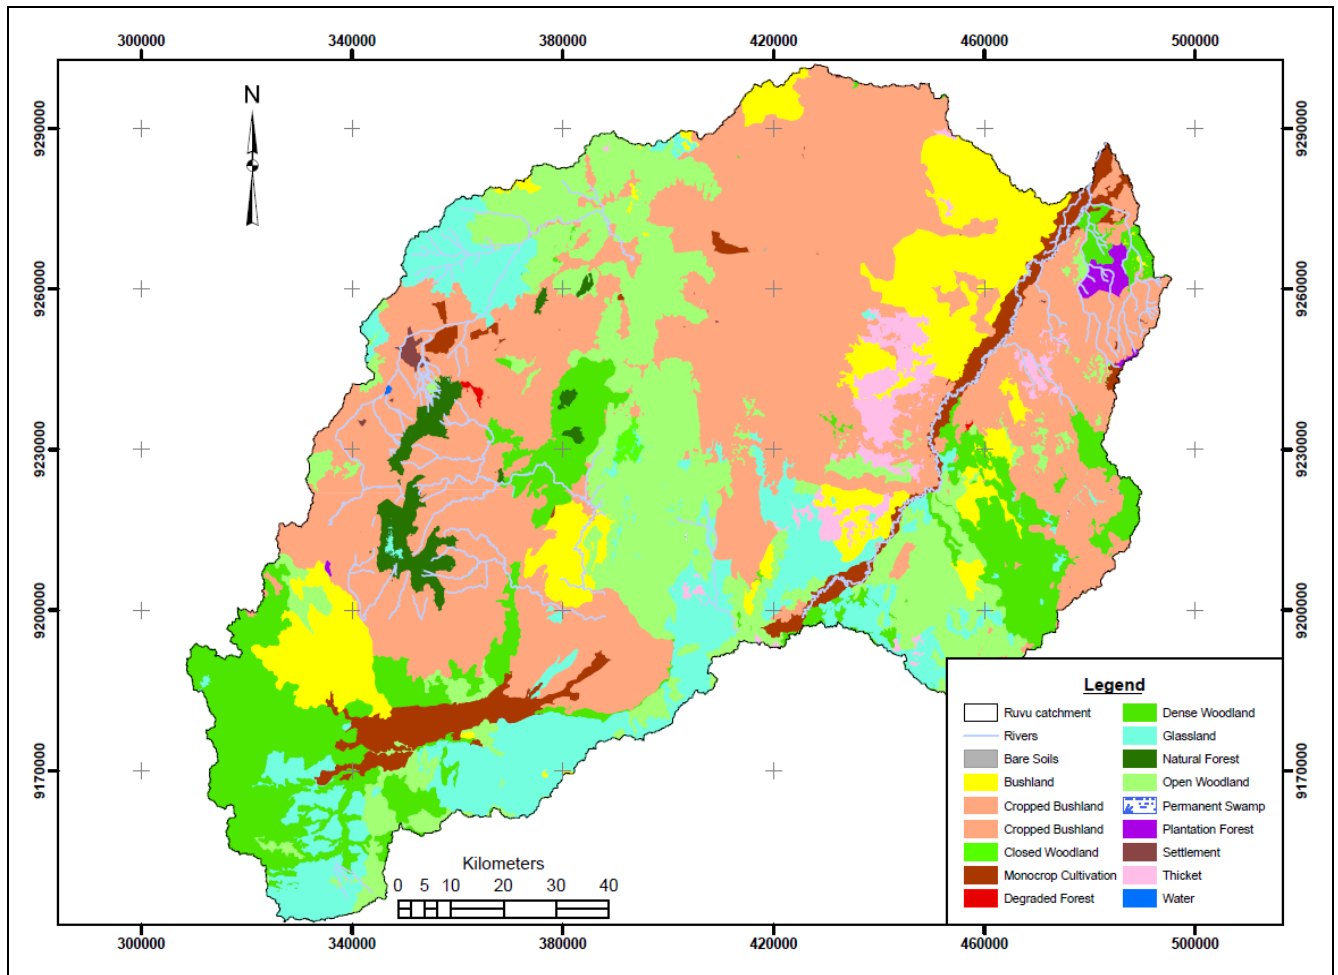 300000 340000 380000 420000 460000 500000
N
9290000 9290000
9260000 9260000
9230000 9230000
9200000 9200000
9170000 9170000
Legend
Ruvu catchment
Rivers
Bare Soils
Bushland
Cropped Bushland
Cropped Bushland
Closed Woodland
Monocrop Cultivation
Degraded Forest
Dense Woodland
Glassland
Natural Forest
Open Woodland
Permanent Swamp
Plantation Forest
Settlement
Thicket
Water
Kilometers
0 5 10 20 30 40
300000 340000 380000 420000 460000 500000